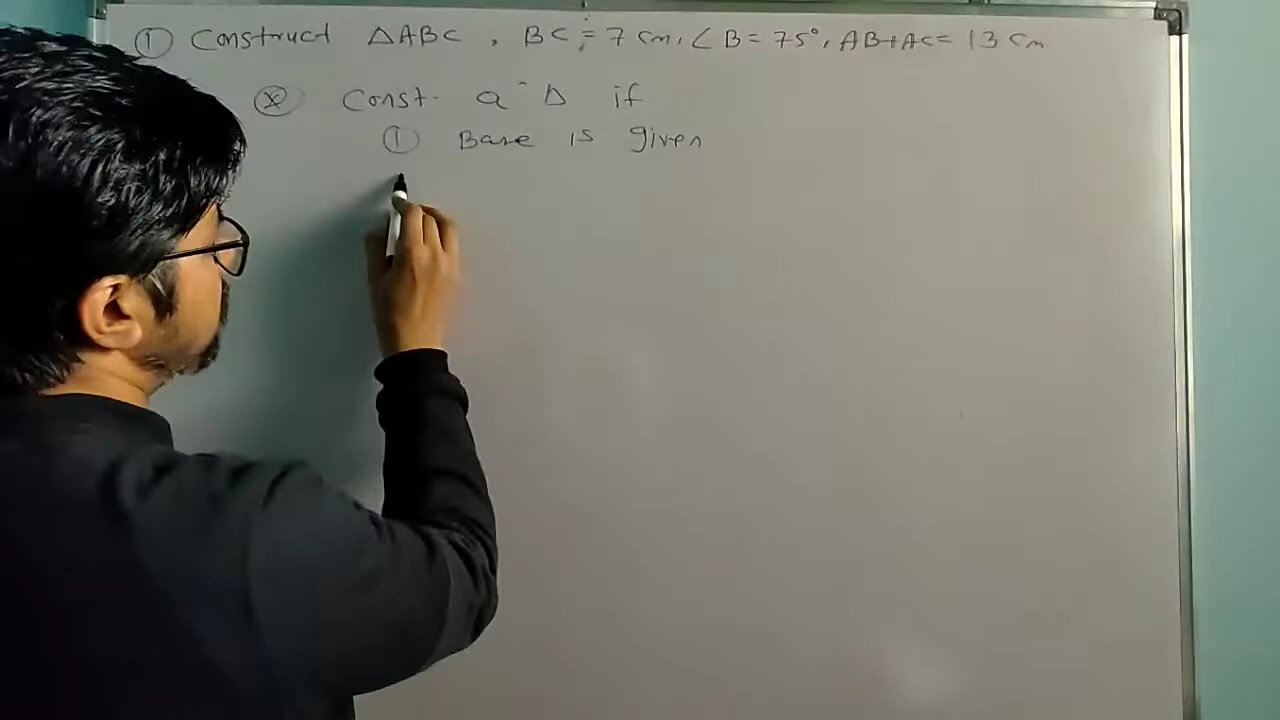 ① Construct △ABC, BC = 7 cm, ∠B = 75°, AB+AC = 13 cm
ⓧ Const. a △ if
① Base is given